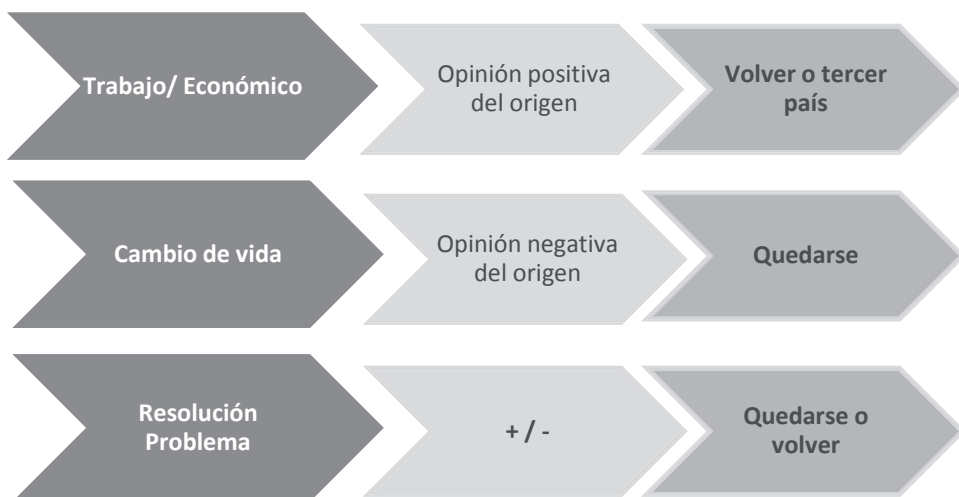 Trabajo/ Económico
Opinión positiva
del origen
Volver o tercer
país
Cambio de vida
Opinión negativa
del origen
Quedarse
Resolución
Problema
+ / -
Quedarse o
volver